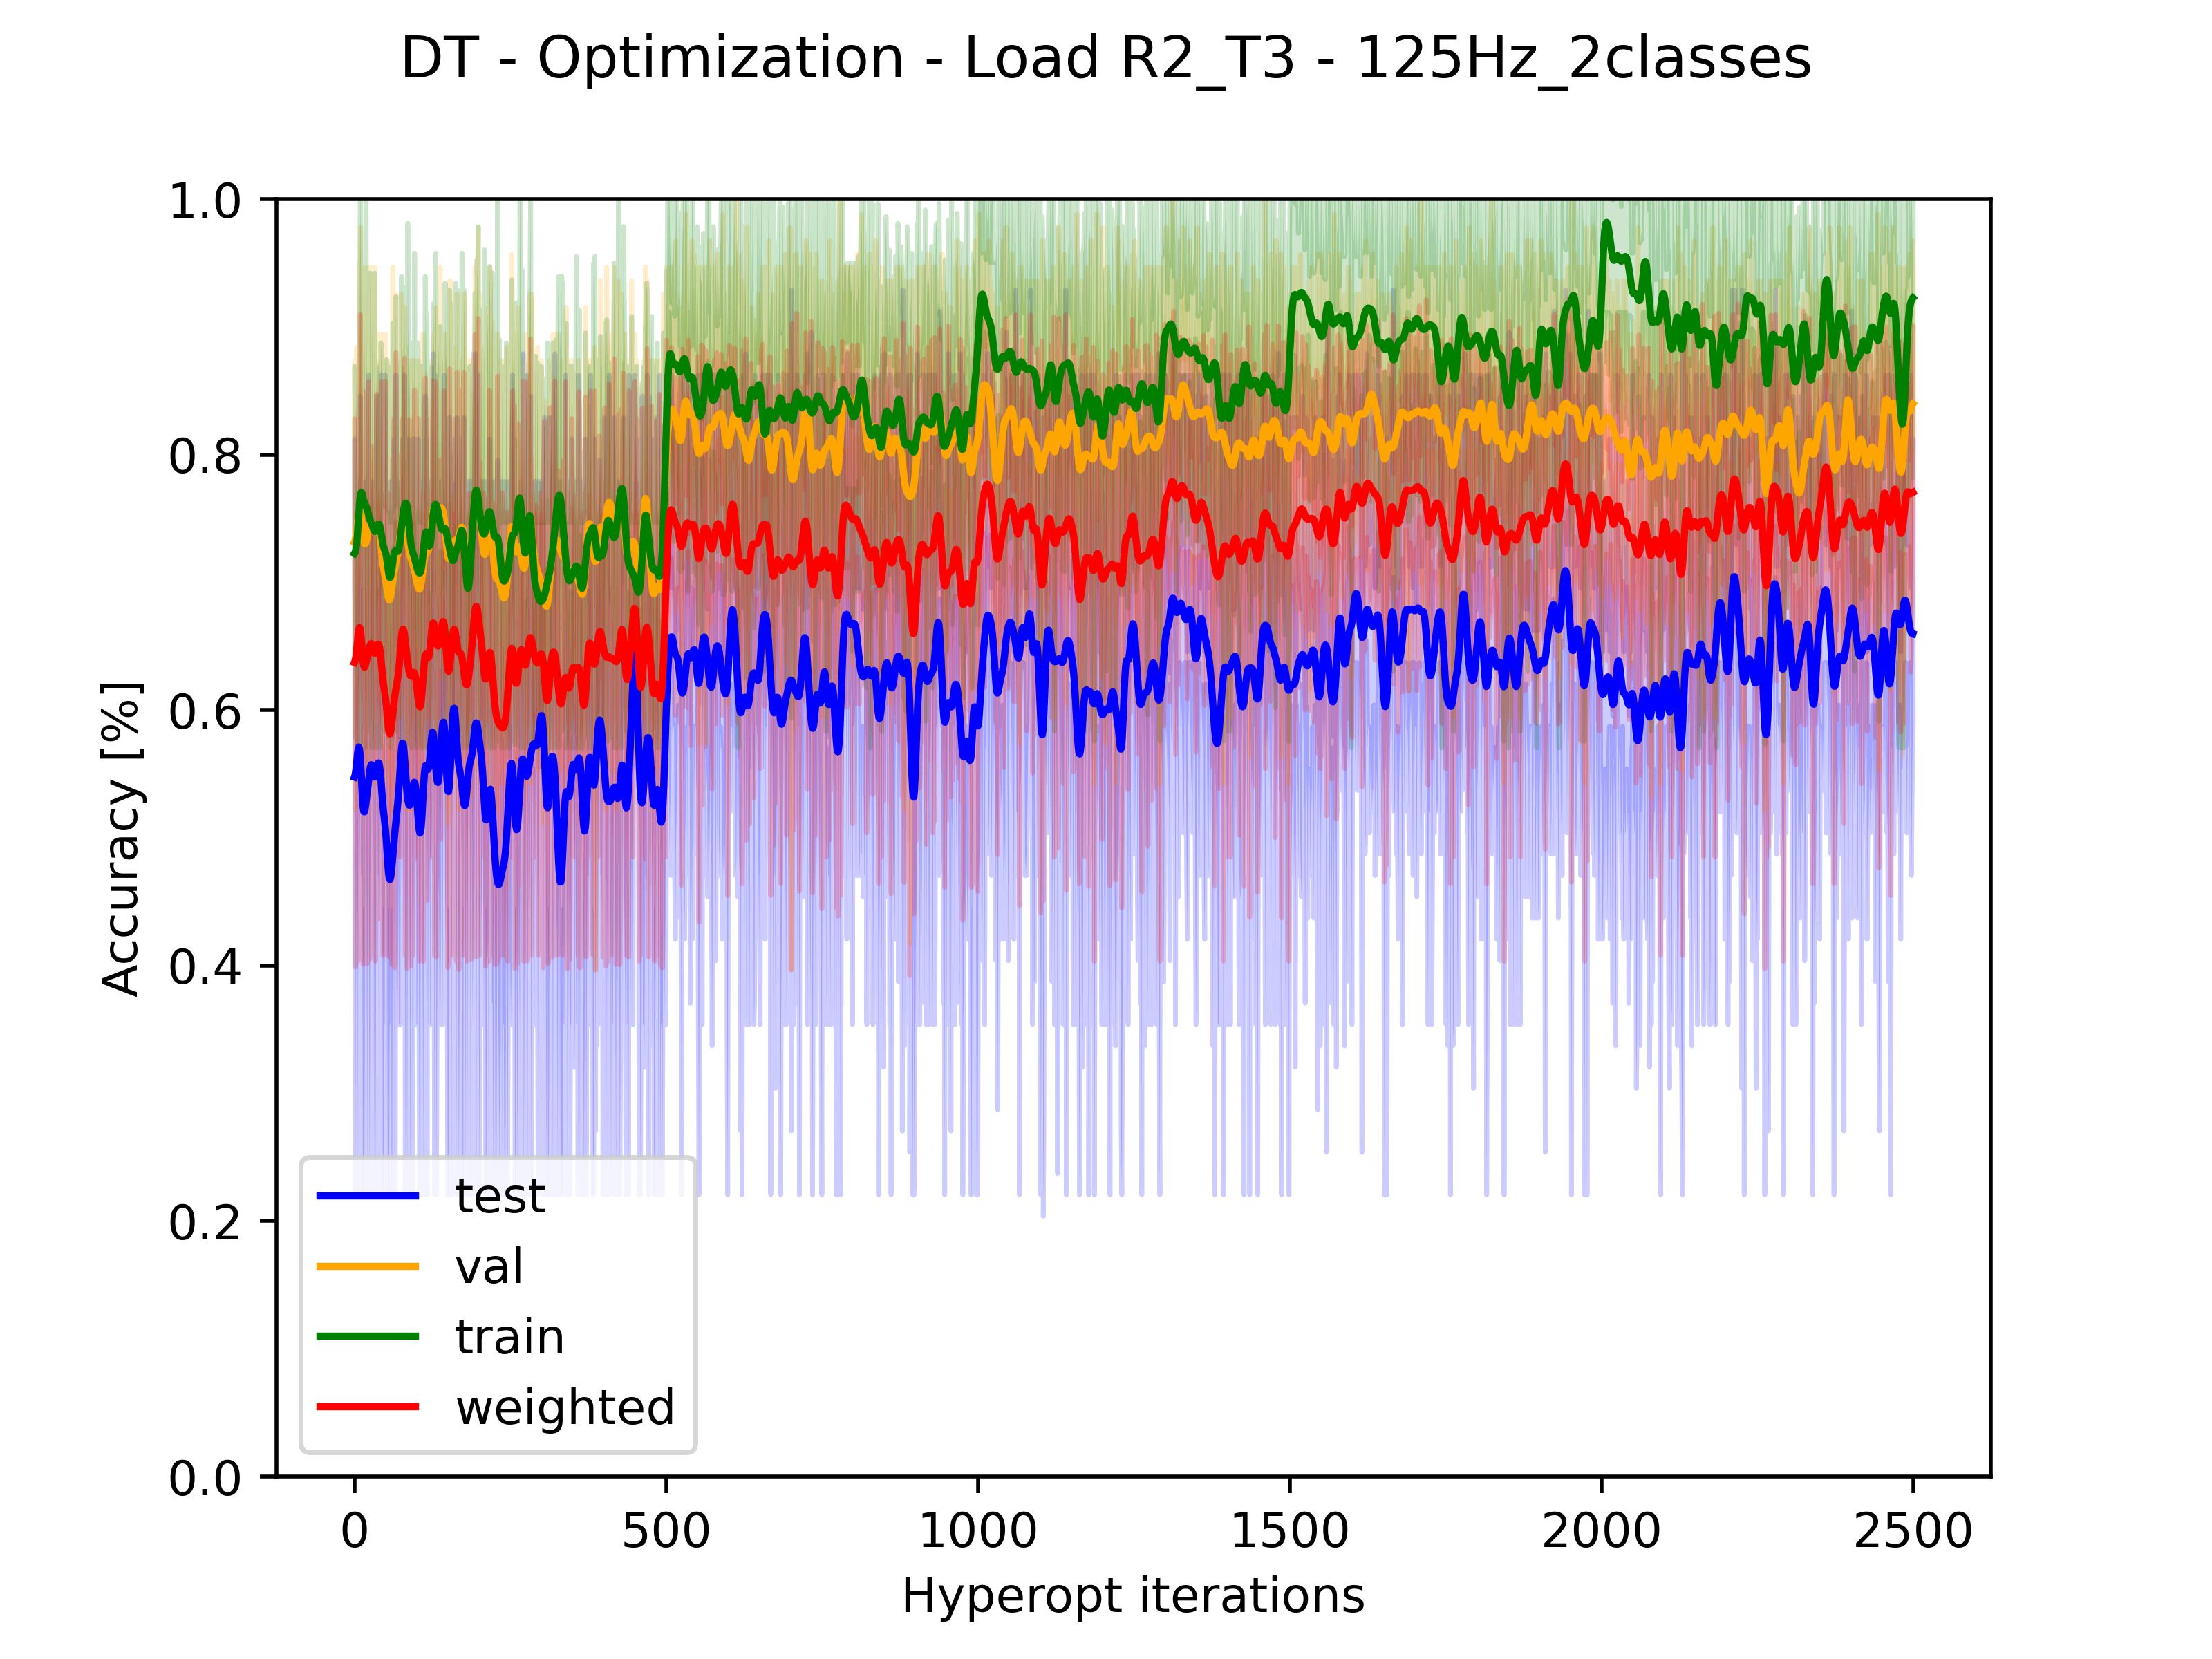 DT - Optimization - Load R2_T3 - 125Hz_2classes
1.0
0.8
0.6
0.4
0.2
0.0
Accuracy [%]
test
val
train
weighted
0 500 1000 1500 2000 2500
Hyperopt iterations